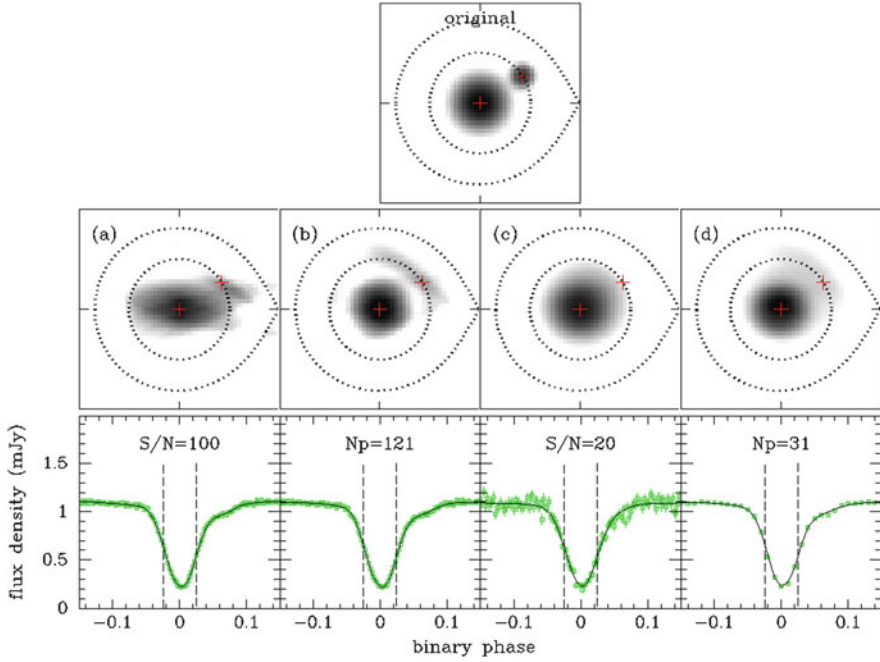 original
(a) (b) (c) (d)
S/N=100 Np=121 S/N=20 Np=31
flux density (mJy)
1.5
1
0.5
0
−0.1 0 0.1 −0.1 0 0.1 −0.1 0 0.1 −0.1 0 0.1
binary phase